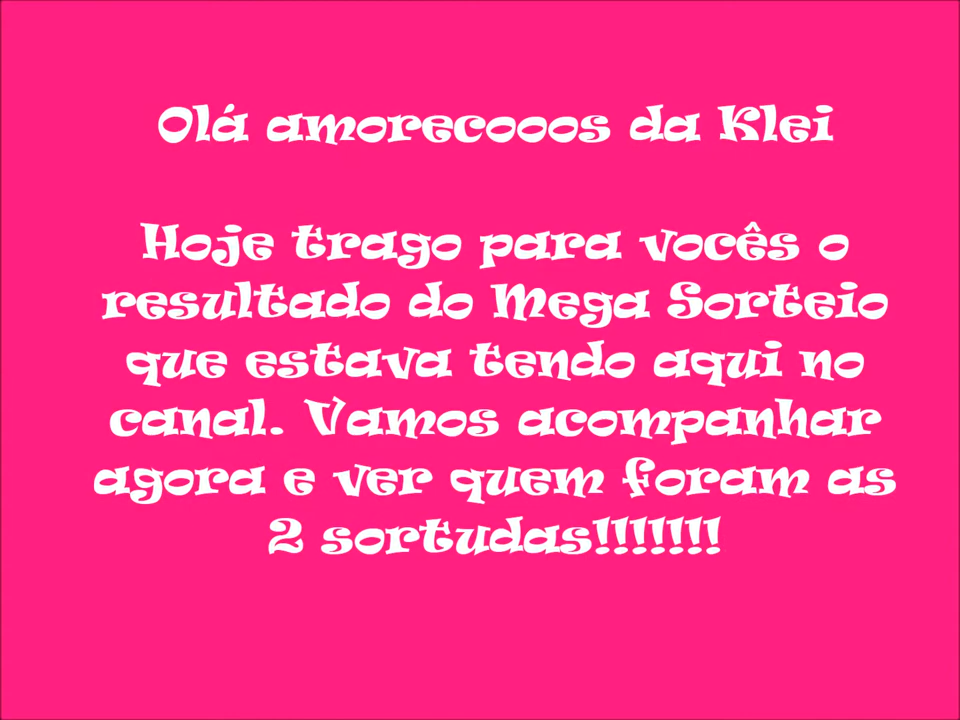 Olá amorecooos da Klei
Hoje trago para vocês o
resultado do Mega Sorteio
que estava tendo aqui no
canal. Vamos acompanhar
agora e ver quem foram as
2 sortudas!!!!!!!